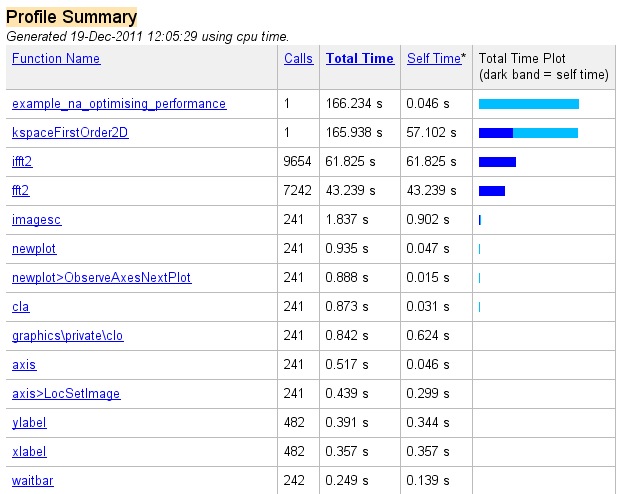 Profile Summary
Generated 19-Dec-2011 12:05:29 using cpu time.
Function Name Calls Total Time Self Time* Total Time Plot
(dark band = self time)
example_na_optimising_performance 1 166.234 s 0.046 s
kspaceFirstOrder2D 1 165.938 s 57.102 s
ifft2 9654 61.825 s 61.825 s
fft2 7242 43.239 s 43.239 s
imagesc 241 1.837 s 0.902 s
newplot 241 0.935 s 0.047 s
newplot>ObserveAxesNextPlot 241 0.888 s 0.015 s
cla 241 0.873 s 0.031 s
graphics\private\clo 241 0.842 s 0.624 s
axis 241 0.517 s 0.046 s
axis>LocSetImage 241 0.439 s 0.299 s
ylabel 482 0.391 s 0.344 s
xlabel 482 0.357 s 0.357 s
waitbar 242 0.249 s 0.139 s